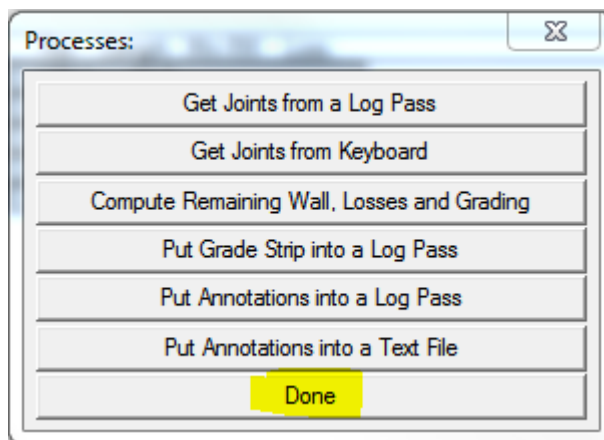 Processes:
Get Joints from a Log Pass
Get Joints from Keyboard
Compute Remaining Wall, Losses and Grading
Put Grade Strip into a Log Pass
Put Annotations into a Log Pass
Put Annotations into a Text File
Done